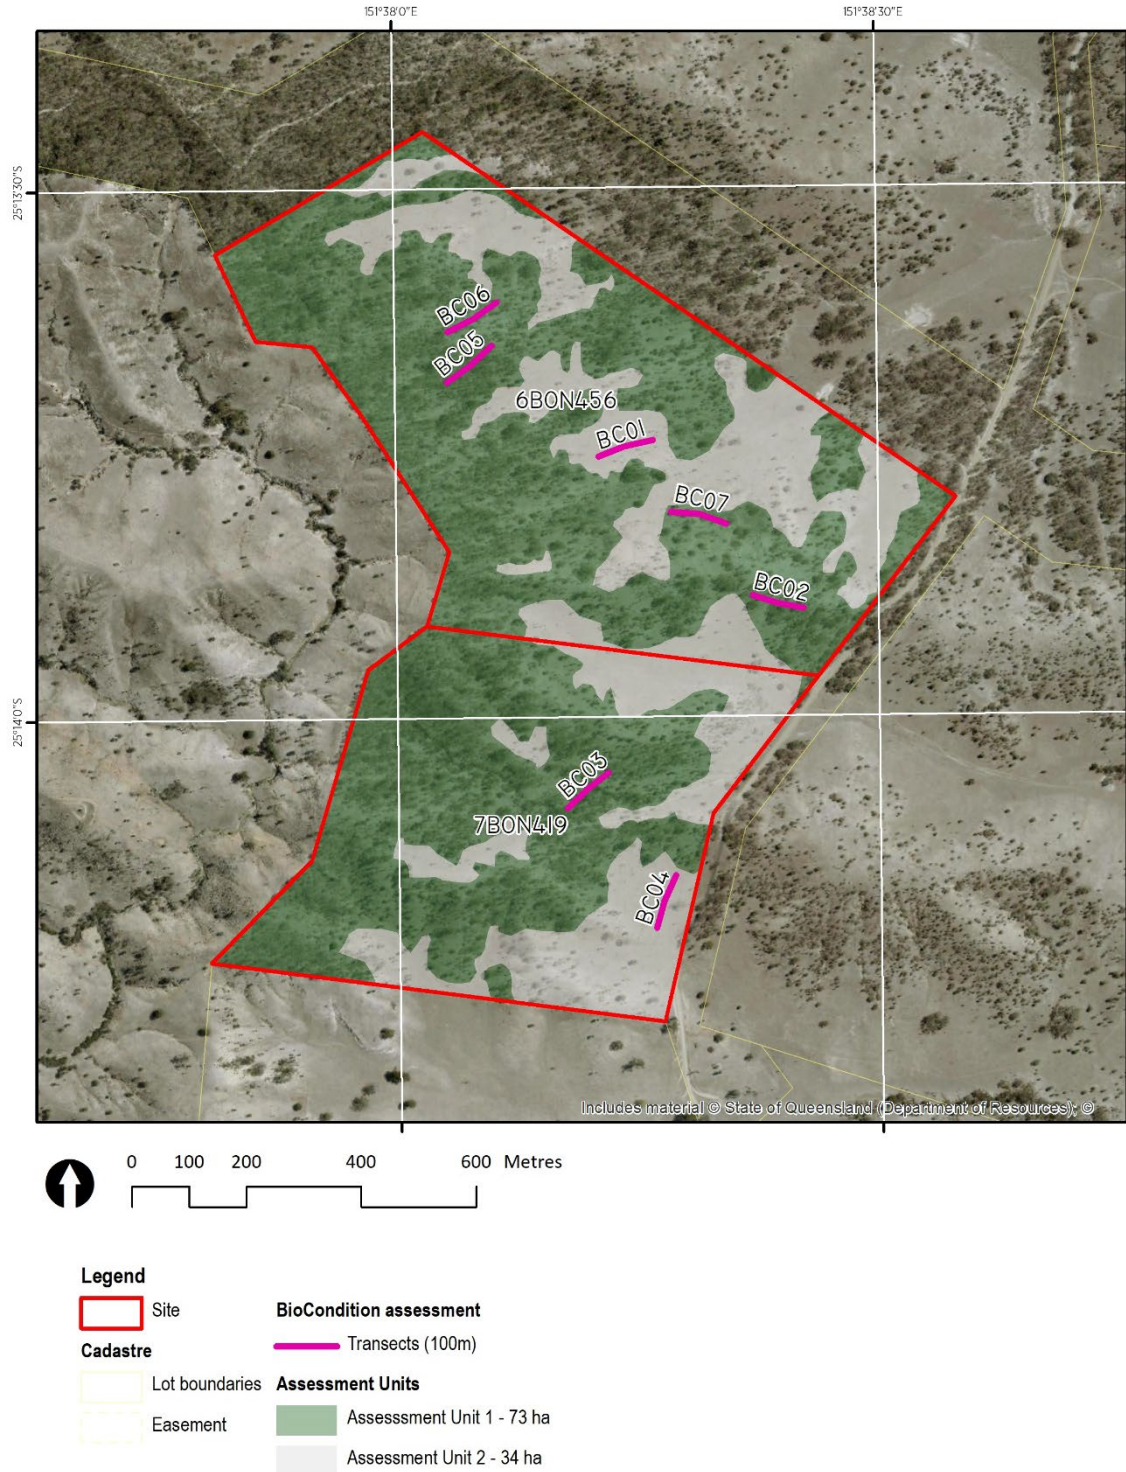 151°38'0"E 151°38'30"E
25°13'30"S
BC06
BC05
6BON456
BC01
BC07
BC02
25°14'0"S
BC03
7BON419
BC04
Includes material © State of Queensland (Department of Resources); ©
0 100 200 400 600 Metres
Legend
Site
BioCondition assessment
Transects (100m)
Cadastre
Lot boundaries
Easement
Assessment Units
Assesssment Unit 1 - 73 ha
Assessment Unit 2 - 34 ha